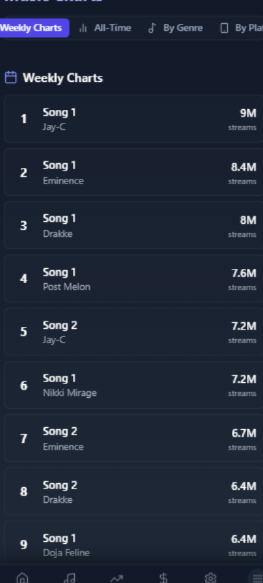 Music Charts
Weekly Charts All-Time By Genre By Pla
Weekly Charts
1 Song 1 9M
Jay-C streams
2 Song 1 8.4M
Eminence streams
3 Song 1 8M
Drakke streams
4 Song 1 7.6M
Post Melon streams
5 Song 2 7.2M
Jay-C streams
6 Song 1 7.2M
Nikki Mirage streams
7 Song 2 6.7M
Eminence streams
8 Song 2 6.4M
Drakke streams
9 Song 1 6.4M
Doja Feline streams